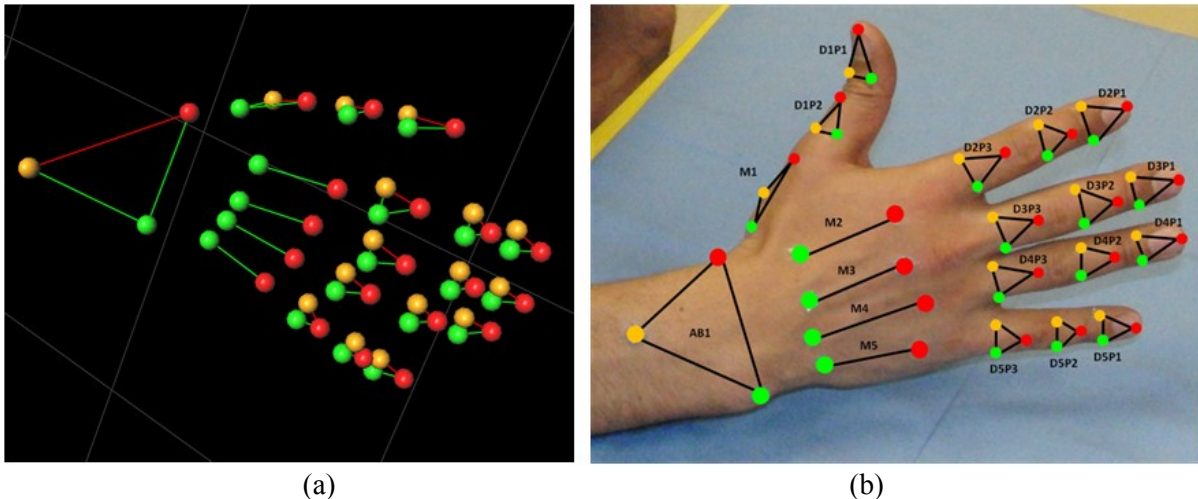 D1P1
D1P2
D2P1
D2P2
D2P3
M1
D3P1
D3P2
D3P3
M2
D4P1
D4P2
D4P3
M3
M4
AB1
M5
D5P3
D5P2
D5P1
(a)
(b)